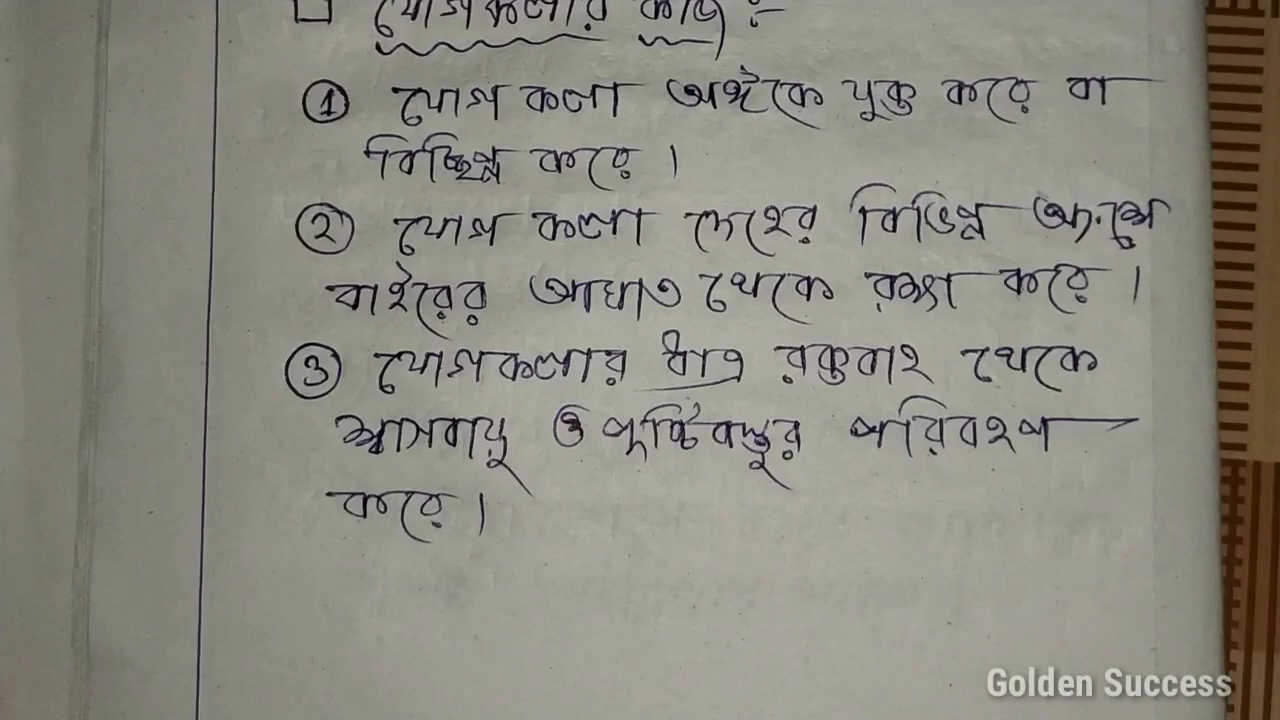 □ যোগকলার কাজ :-
① যোগ কলা অঙ্গকে যুক্ত করে বা
বিচ্ছিন্ন করে।
② যোগ কলা দেহের বিভিন্ন অংশে
বাইরের আঘাত থেকে রক্ষা করে।
③ যোগকলার ধাত্র রক্তবাহ থেকে
শ্বাসবায়ু ও পুষ্টিবস্তুর পরিবহণ
করে।
Golden Success